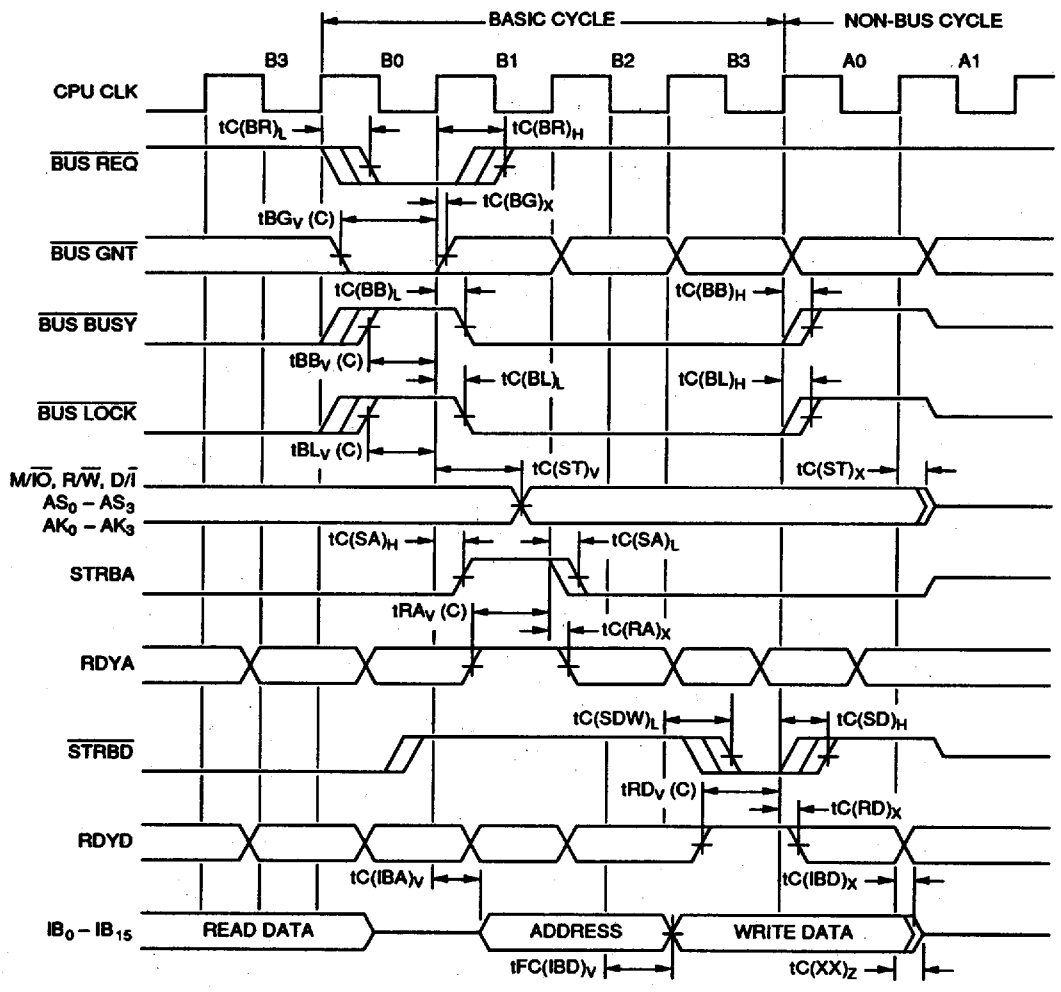 BASIC CYCLE NON-BUS CYCLE
B3 B0 B1 B2 B3 A0 A1
CPU CLK
tC(BR)L tC(BR)H
BUS REQ
tC(BG)X
tBGV (C)
BUS GNT
tC(BB)L tC(BB)H
BUS BUSY
tBBV (C)
tC(BL)L tC(BL)H
BUS LOCK
tBLV (C)
tC(ST)V tC(ST)X
M/IO, R/W, D/I
AS0 – AS3
AK0 – AK3
tC(SA)H tC(SA)L
STRBA
tRAV (C)
tC(RA)X
RDYA
tC(SDW)L tC(SD)H
STRBD
tRDV (C)
tC(RD)X
RDYD
tC(IBA)V tC(IBD)X
IB0 – IB15 READ DATA ADDRESS WRITE DATA
tFC(IBD)V tC(XX)Z